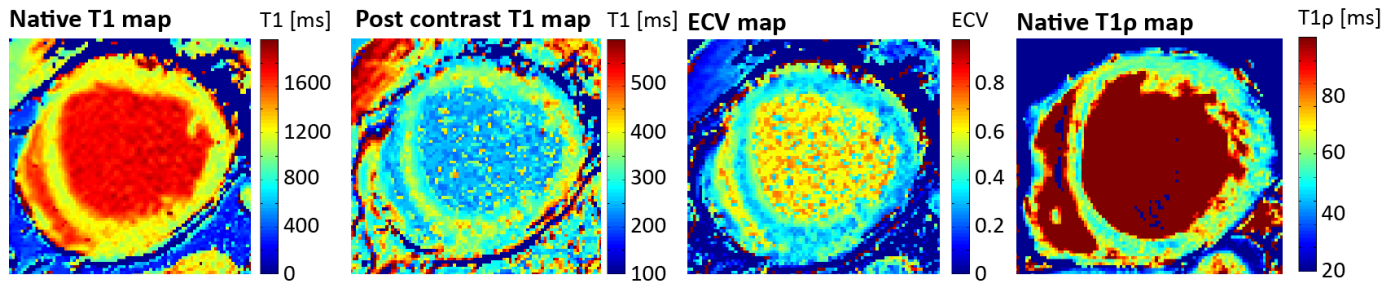 Native T1 map
T1 [ms]
1600
1200
800
400
0
Post contrast T1 map
T1 [ms]
500
400
300
200
100
ECV map
ECV
0.8
0.6
0.4
0.2
0
Native T1ρ map
T1ρ [ms]
80
60
40
20